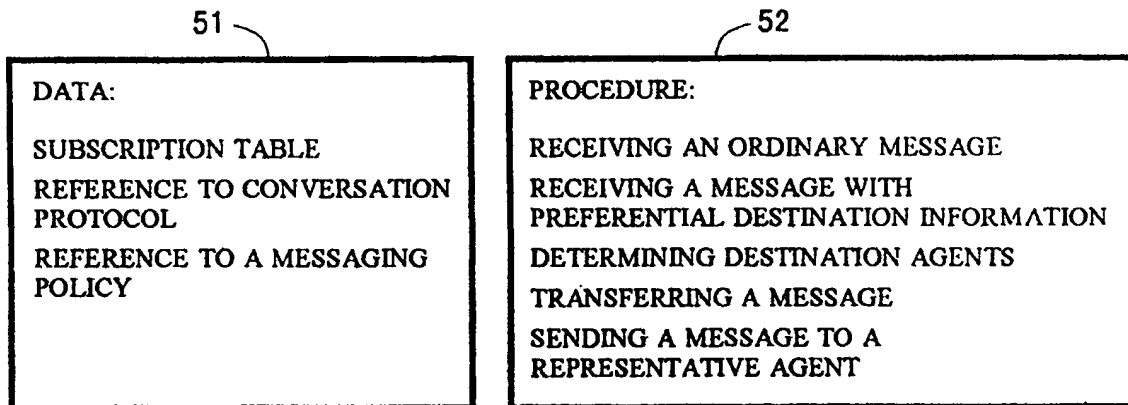 51
52
DATA:
SUBSCRIPTION TABLE
REFERENCE TO CONVERSATION
PROTOCOL
REFERENCE TO A MESSAGING
POLICY
PROCEDURE:
RECEIVING AN ORDINARY MESSAGE
RECEIVING A MESSAGE WITH
PREFERENTIAL DESTINATION INFORMATION
DETERMINING DESTINATION AGENTS
TRANSFERRING A MESSAGE
SENDING A MESSAGE TO A
REPRESENTATIVE AGENT